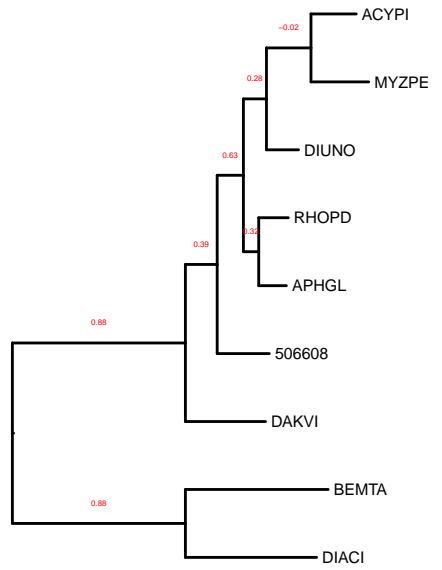 ACYPI
-0.02
0.28
MYZPE
DIUNO
0.63
RHOPD
0.32
0.39
APHGL
0.88
506608
DAKVI
BEMTA
0.88
DIACI